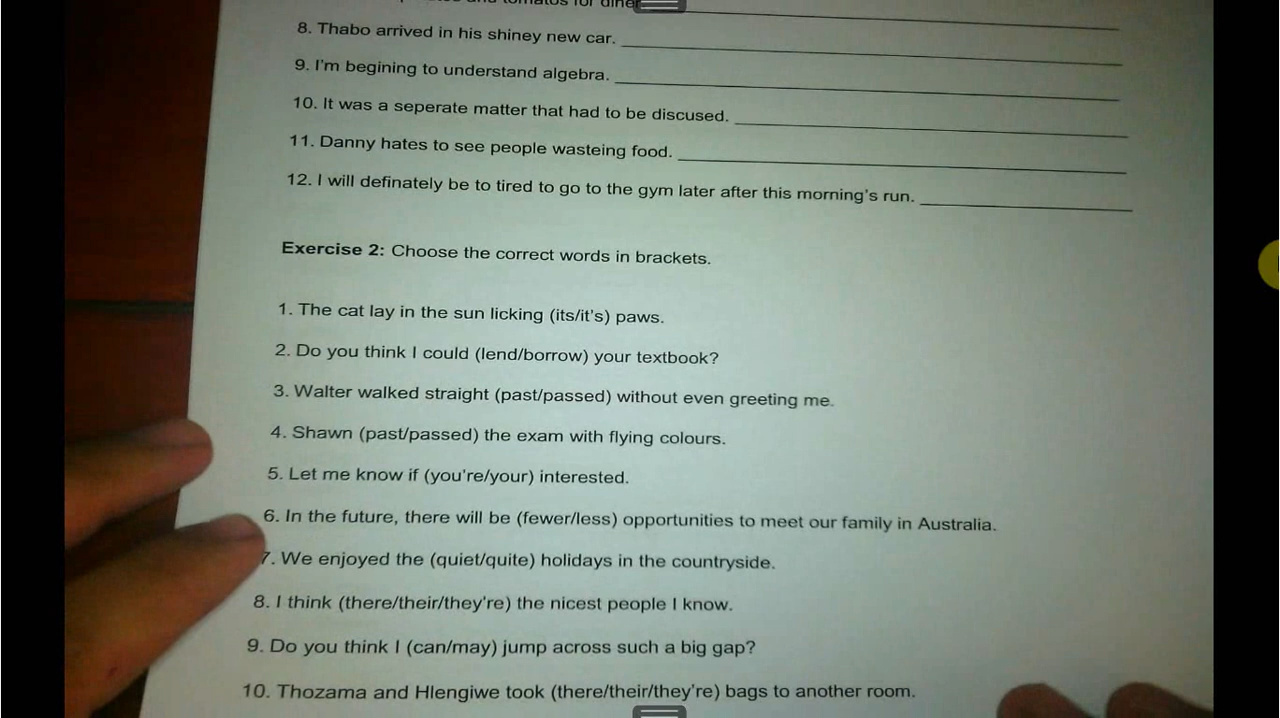 for diner
8. Thabo arrived in his shiney new car.
9. I'm begining to understand algebra.
10. It was a seperate matter that had to be discused.
11. Danny hates to see people wasteing food.
12. I will definately be to tired to go to the gym later after this morning's run.
Exercise 2: Choose the correct words in brackets.
1. The cat lay in the sun licking (its/it's) paws.
2. Do you think I could (lend/borrow) your textbook?
3. Walter walked straight (past/passed) without even greeting me.
4. Shawn (past/passed) the exam with flying colours.
5. Let me know if (you're/your) interested.
6. In the future, there will be (fewer/less) opportunities to meet our family in Australia.
7. We enjoyed the (quiet/quite) holidays in the countryside.
8. I think (there/their/they're) the nicest people I know.
9. Do you think I (can/may) jump across such a big gap?
10. Thozama and Hlengiwe took (there/their/they're) bags to another room.